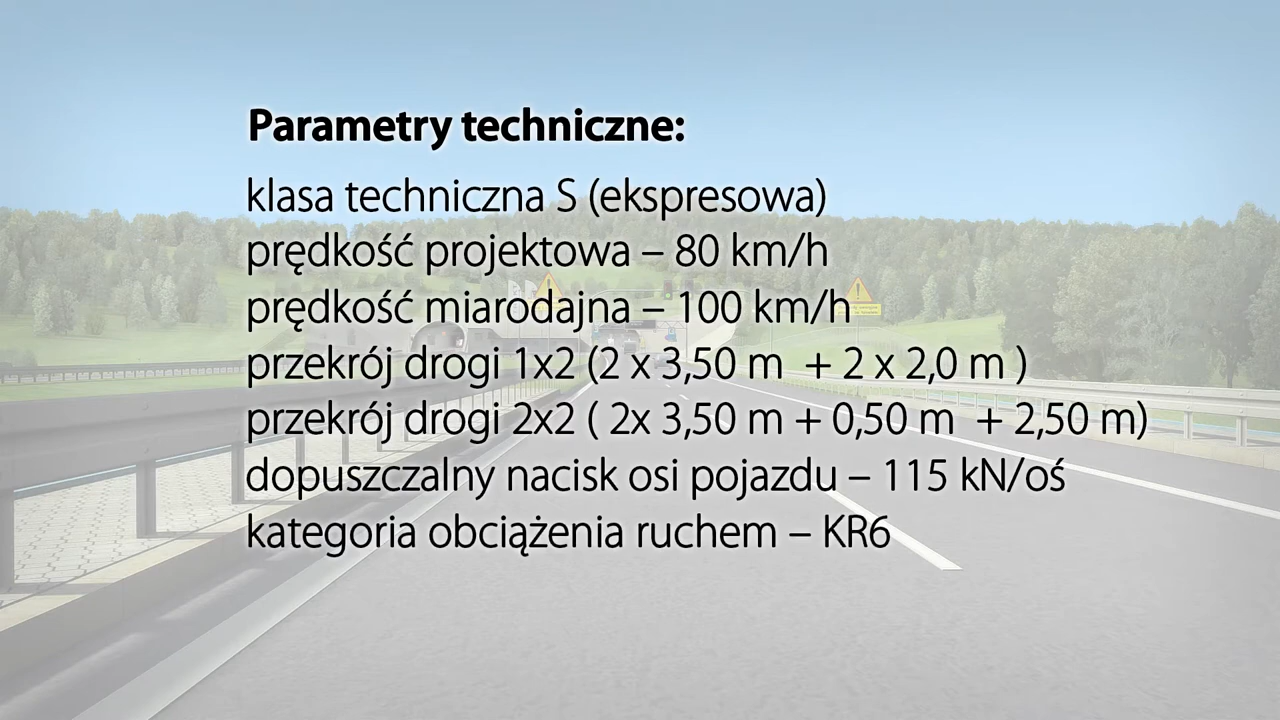 Parametry techniczne:
klasa techniczna S (ekspresowa)
prędkość projektowa – 80 km/h
prędkość miarodajna – 100 km/h
przekrój drogi 1x2 (2 x 3,50 m  + 2 x 2,0 m )
przekrój drogi 2x2 ( 2x 3,50 m + 0,50 m  + 2,50 m)
dopuszczalny nacisk osi pojazdu – 115 kN/oś
kategoria obciążenia ruchem – KR6